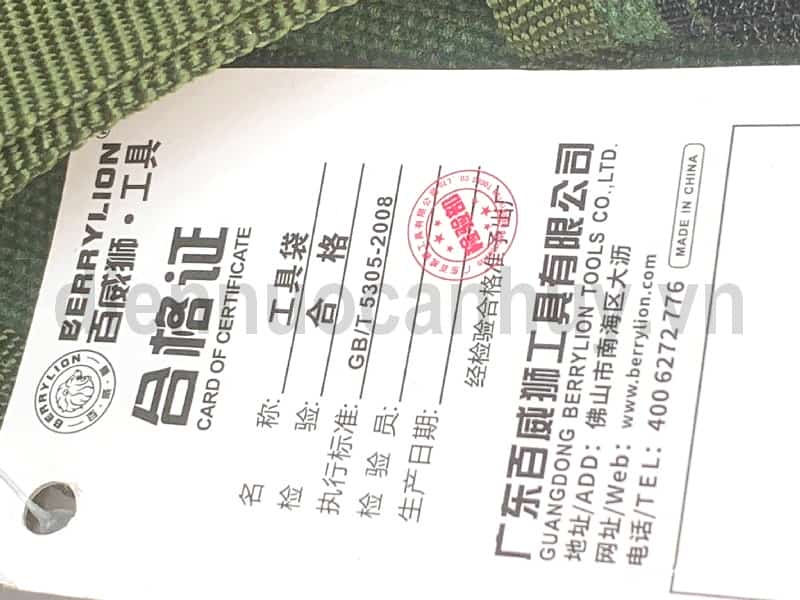 BERRYLION®
百威狮·工具
BERRYLION
合格证
CARD OF CERTIFICATE
名 称: 工具袋
检 验: 合 格
执行标准: GB/T 5305-2008
检 验 员:
生产日期:
经检验合格准予出厂
广东百威狮工具有限公司
GUANGDONG BERRYLION TOOLS CO.,LTD.
地址/ADD: 佛山市南海区大沥
网址/Web: www.berrylion.com
电话/TEL: 400 6272 776
MADE IN CHINA
diennuocanhuy.vn